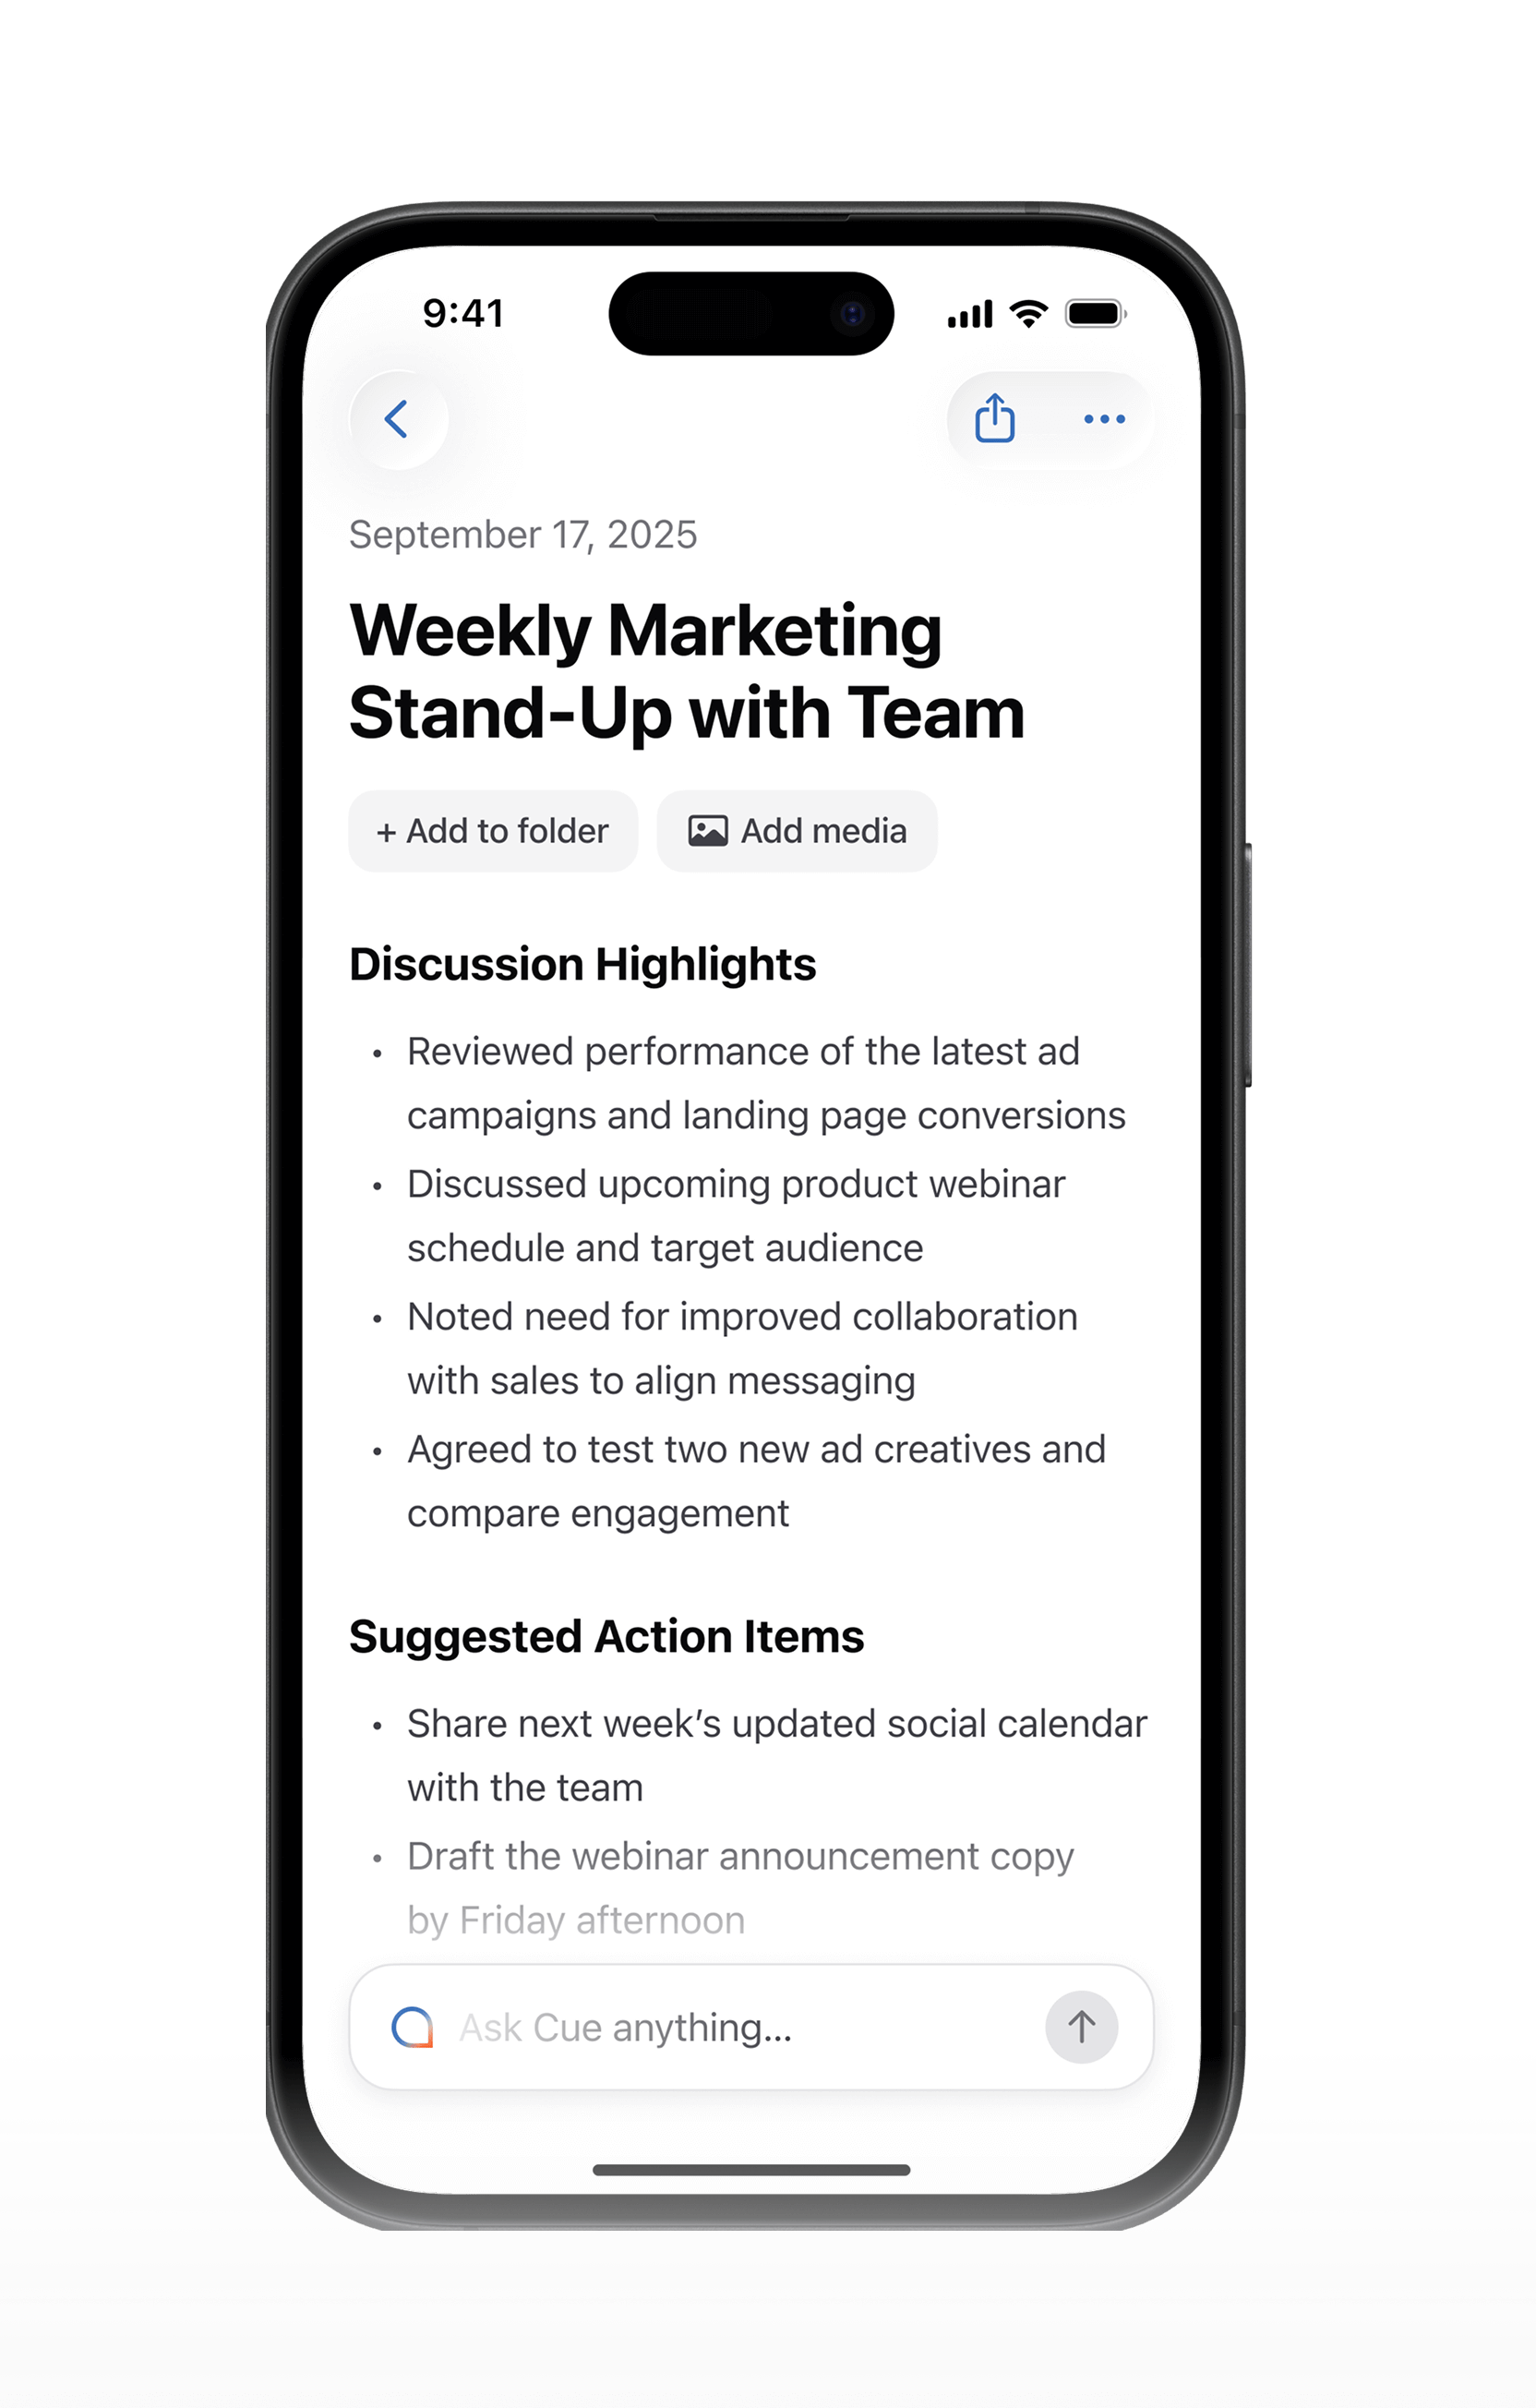 9:41
September 17, 2025
Weekly Marketing
Stand-Up with Team
+ Add to folder
Add media
Discussion Highlights
• Reviewed performance of the latest ad
campaigns and landing page conversions
• Discussed upcoming product webinar
schedule and target audience
• Noted need for improved collaboration
with sales to align messaging
• Agreed to test two new ad creatives and
compare engagement
Suggested Action Items
• Share next week’s updated social calendar
with the team
• Draft the webinar announcement copy
by Friday afternoon
Ask Cue anything...